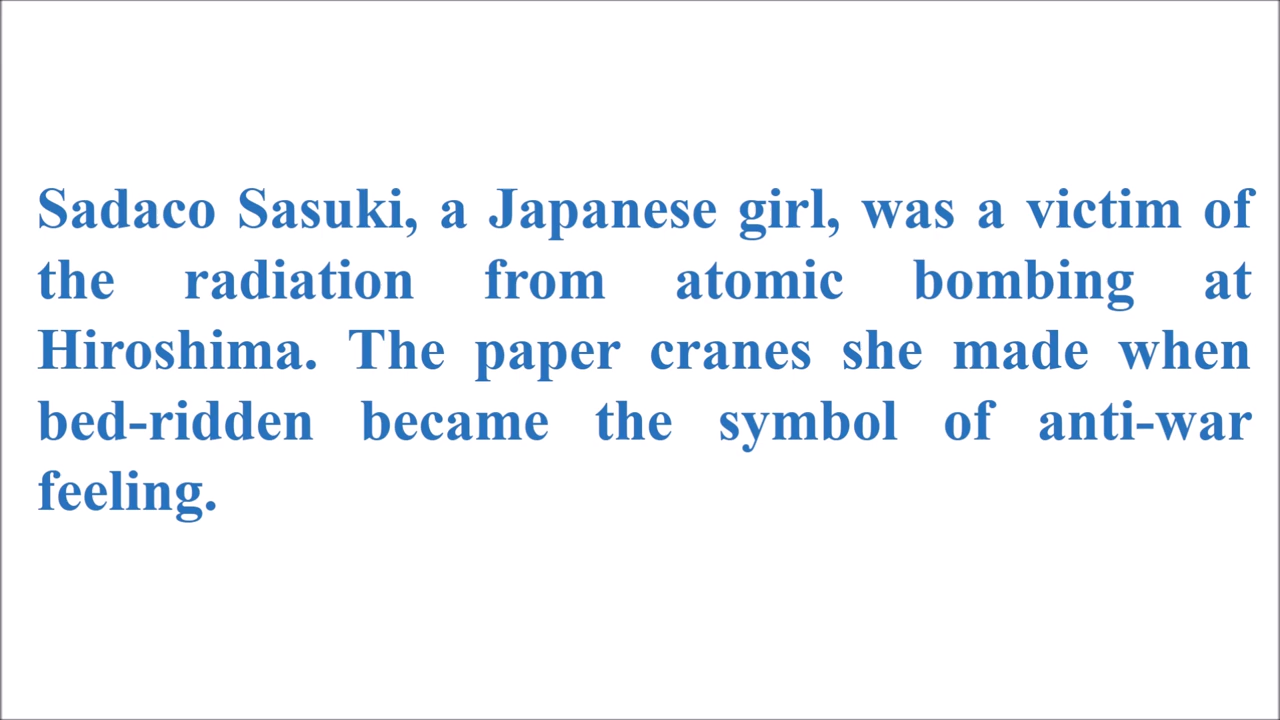 Sadaco Sasuki, a Japanese girl, was a victim of
the radiation from atomic bombing at
Hiroshima. The paper cranes she made when
bed-ridden became the symbol of anti-war
feeling.